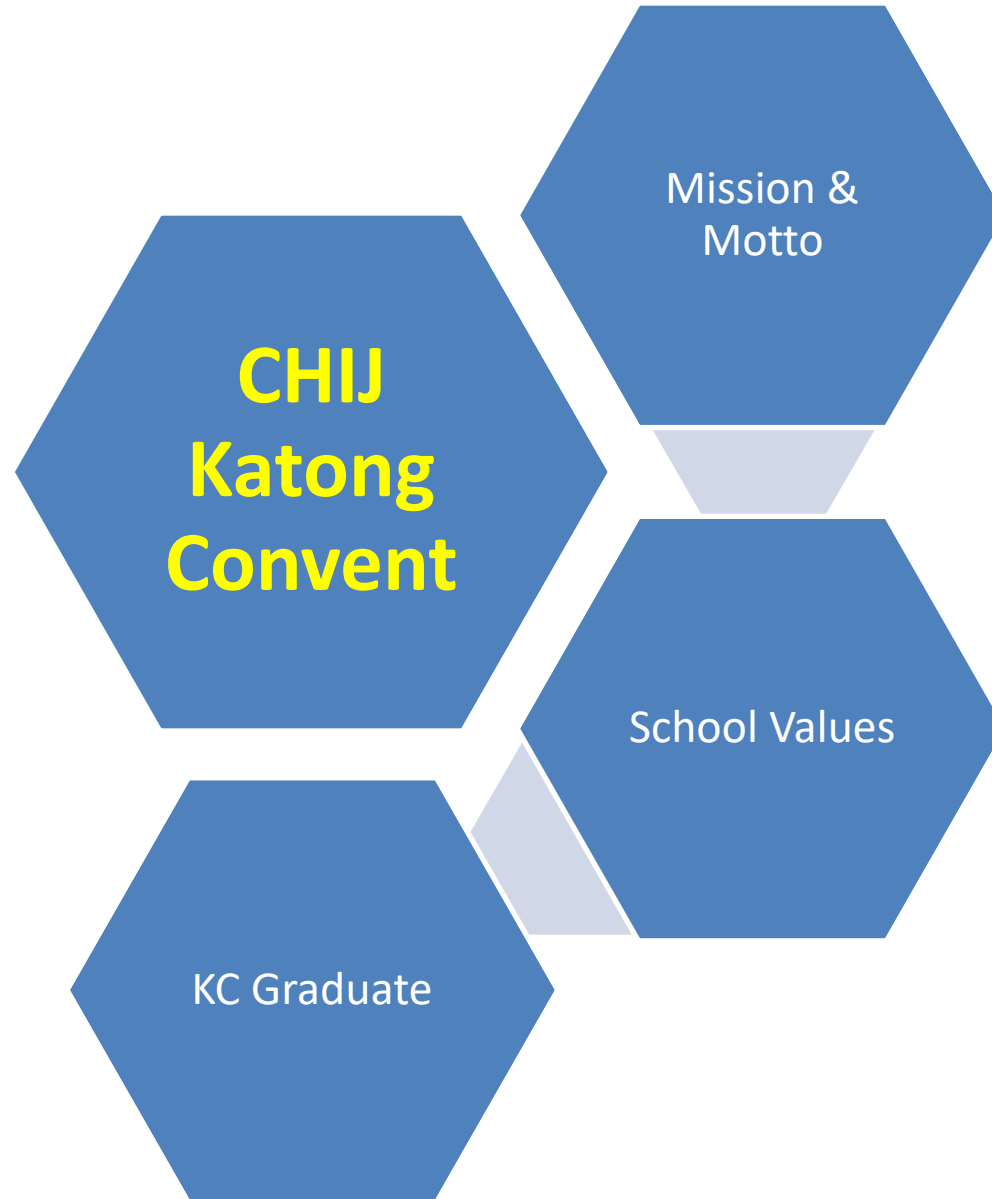 CHIJ
Katong
Convent
Mission &
Motto
School Values
KC Graduate